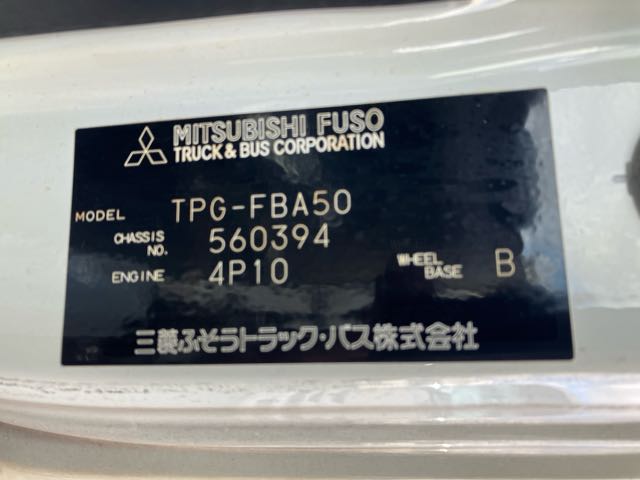 MITSUBISHI FUSO
TRUCK & BUS CORPORATION
MODEL TPG-FBA50
CHASSIS NO. 560394
ENGINE 4P10 WHEEL BASE B
三菱ふそうトラック・バス株式会社